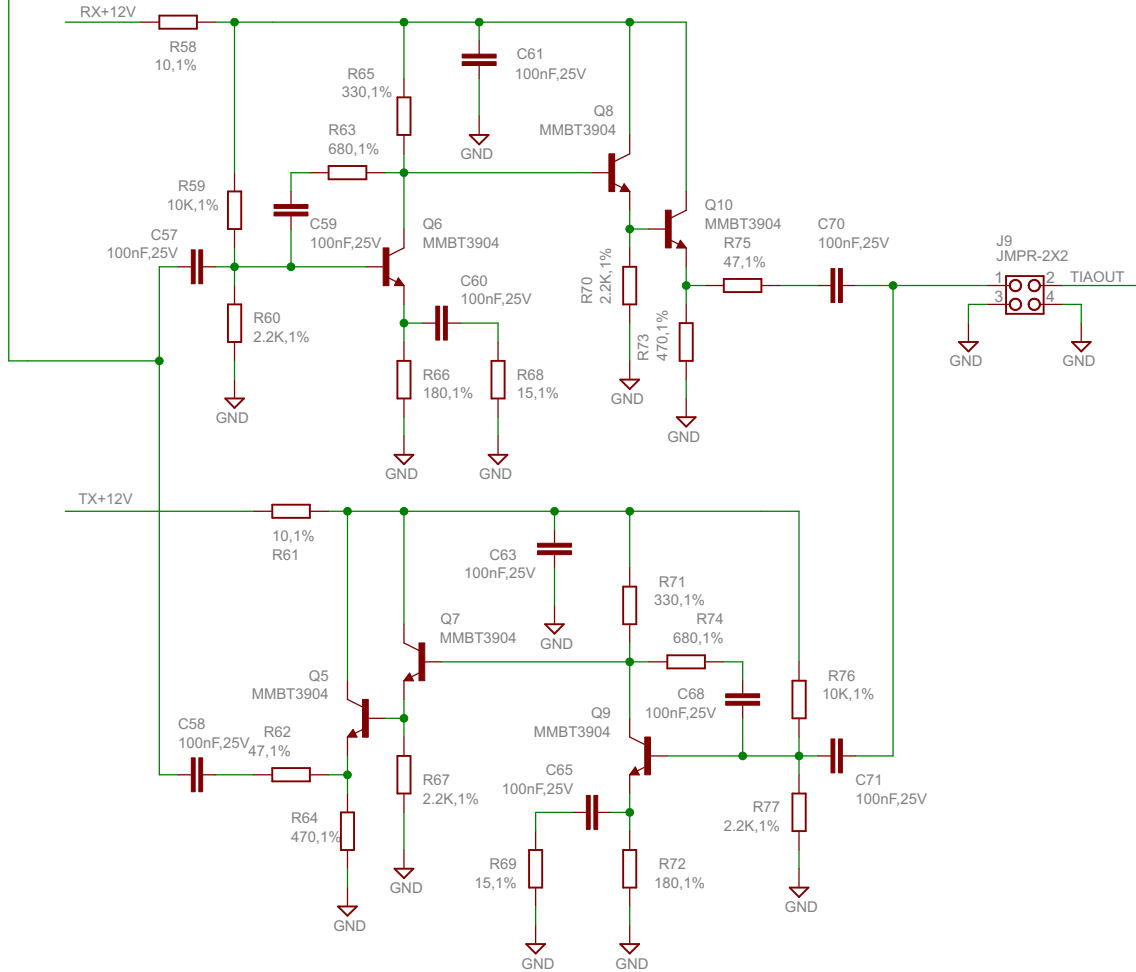 RX+12V
R58
10,1%
R65
330,1%
C61
100nF,25V
GND
R63
680,1%
Q8
MMBT3904
R59
10K,1%
C57
100nF,25V
C59
100nF,25V
Q6
MMBT3904
Q10
MMBT3904
R75
47,1%
C70
100nF,25V
J9
JMPR-2X2
1
2
3
4
TIAOUT
GND
GND
C60
100nF,25V
R70
2.2K,1%
R60
2.2K,1%
R73
470,1%
R66
180,1%
R68
15,1%
GND
GND
GND
GND
GND
TX+12V
10,1%
R61
C63
100nF,25V
GND
R71
330,1%
R74
680,1%
Q7
MMBT3904
Q5
MMBT3904
C68
100nF,25V
R76
10K,1%
C58
100nF,25V
R62
47,1%
Q9
MMBT3904
C65
100nF,25V
C71
100nF,25V
R67
2.2K,1%
R64
470,1%
R77
2.2K,1%
R69
15,1%
R72
180,1%
GND
GND
GND
GND
GND